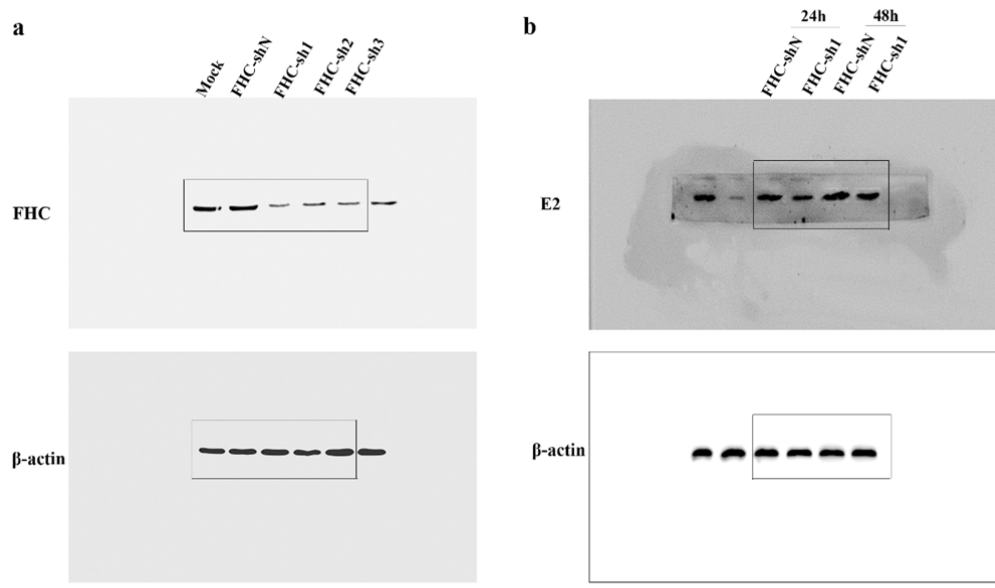 a
Mock
FHC-shN
FHC-sh1
FHC-sh2
FHC-sh3
FHC
β-actin
b
24h
48h
FHC-shN
FHC-sh1
FHC-shN
FHC-sh1
E2
β-actin